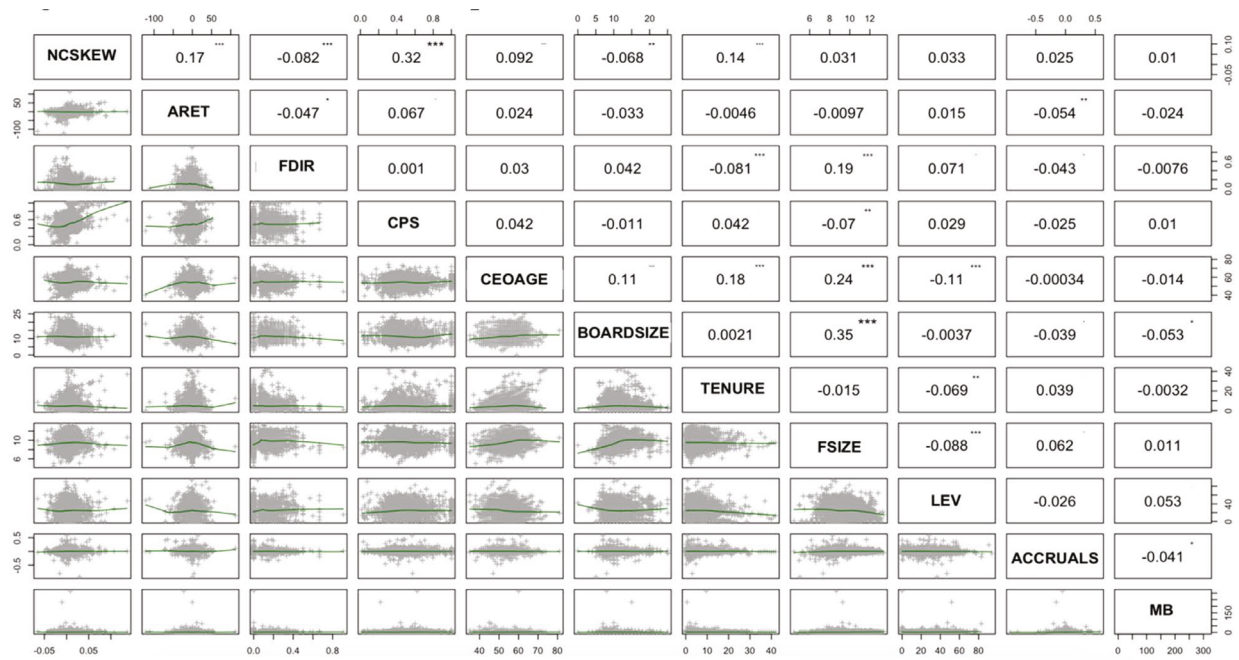 -100 0 50 0.0 0.4 0.8 0 5 10 20 6 8 10 12 -0.5 0.0 0.5
NCSKEW 0.17 *** -0.082 *** 0.32 *** 0.092 *** -0.068 ** 0.14 *** 0.031 0.033 0.025 0.01 -0.05 0.10
-100 50 ARET -0.047 * 0.067 . 0.024 -0.033 -0.0046 -0.0097 0.015 -0.054 ** -0.024
FDIR 0.001 0.03 0.042 -0.081 *** 0.19 *** 0.071 . -0.043 . -0.0076 0.0 0.6
0.0 0.6 CPS 0.042 -0.011 0.042 -0.07 ** 0.029 -0.025 0.01
CEOAGE 0.11 0.18 *** 0.24 *** -0.11 *** -0.00034 -0.014 40 60 80
0 10 25 BOARDSIZE 0.0021 0.35 *** -0.0037 -0.039 . -0.053 *
TENURE -0.015 -0.069 ** 0.039 -0.0032 0 20 40
6 10 FSIZE -0.088 *** 0.062 . 0.011
LEV -0.026 0.053 0 40
-0.5 0.5 ACCRUALS -0.041 *
MB 0 150
-0.05 0.05 0.0 0.4 0.8 40 50 60 70 80 0 10 20 30 40 0 20 40 60 80 0 50 100 200 300